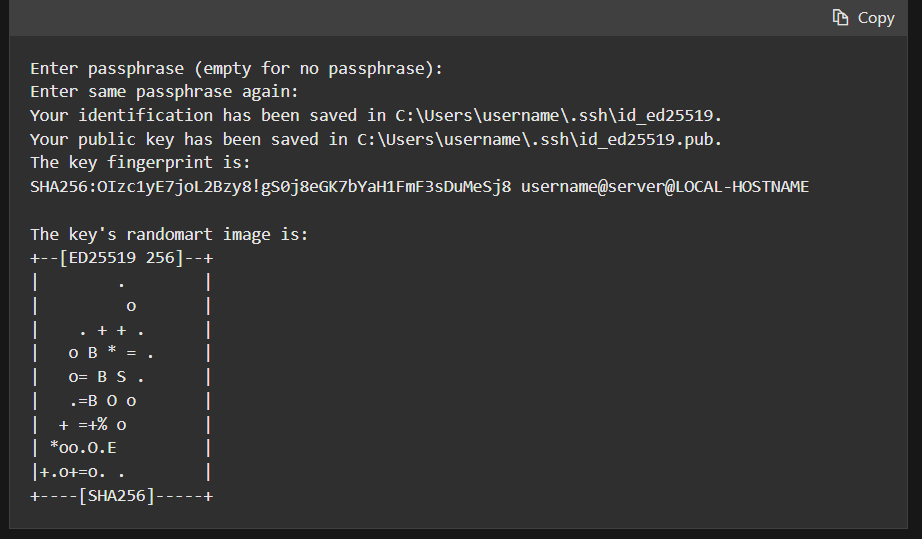 Copy
Enter passphrase (empty for no passphrase):
Enter same passphrase again:
Your identification has been saved in C:\Users\username\.ssh\id_ed25519.
Your public key has been saved in C:\Users\username\.ssh\id_ed25519.pub.
The key fingerprint is:
SHA256:OIzc1yE7joL2Bzy8!gS0j8eGK7bYaH1FmF3sDuMeSj8 username@server@LOCAL-HOSTNAME

The key's randomart image is:
+--[ED25519 256]--+
|        .        |
|         o       |
|    . + + .      |
|   o B * = .     |
|   o= B S .      |
|   .=B O o       |
|  + =+% o        |
| *oo.O.E         |
|+.o+=o. .        |
+----[SHA256]-----+